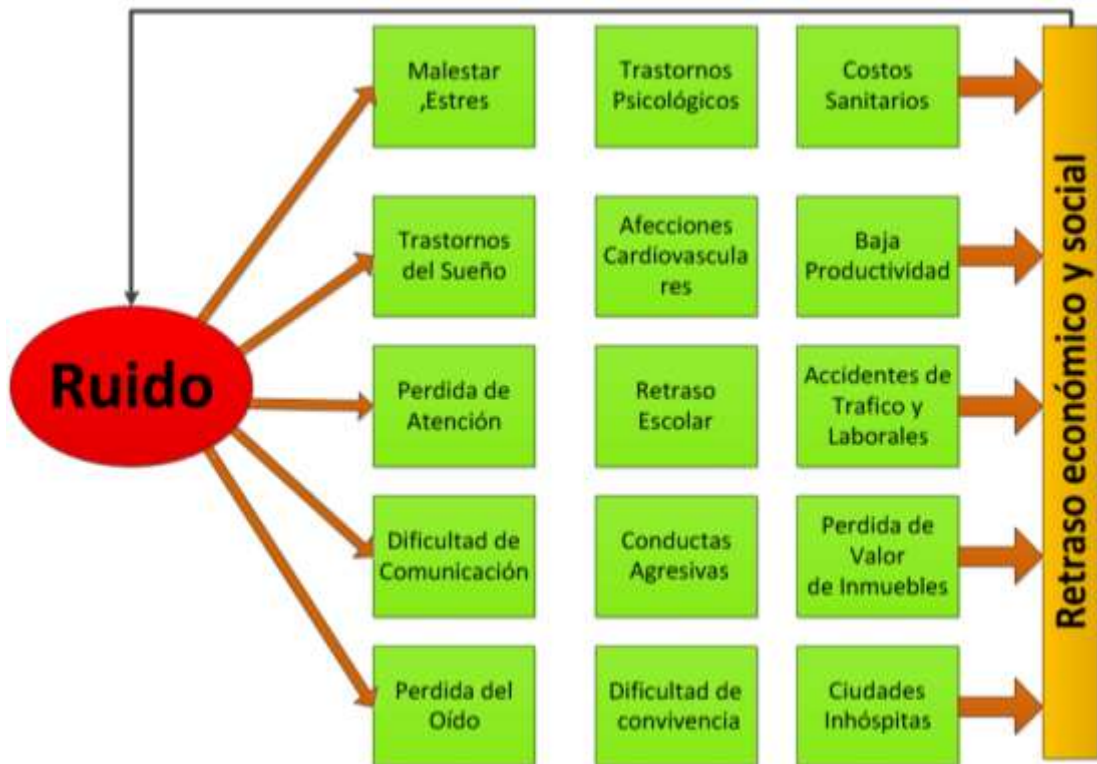 Malestar
,Estres
Trastornos
Psicológicos
Costos
Sanitarios
Trastornos
del Sueño
Afecciones
Cardiovascula
res
Baja
Productividad
Ruido
Perdida de
Atención
Retraso
Escolar
Accidentes de
Trafico y
Laborales
Dificultad de
Comunicación
Conductas
Agresivas
Perdida de
Valor
de Inmuebles
Perdida del
Oído
Dificultad de
convivencia
Ciudades
Inhóspitas
Retraso económico y social